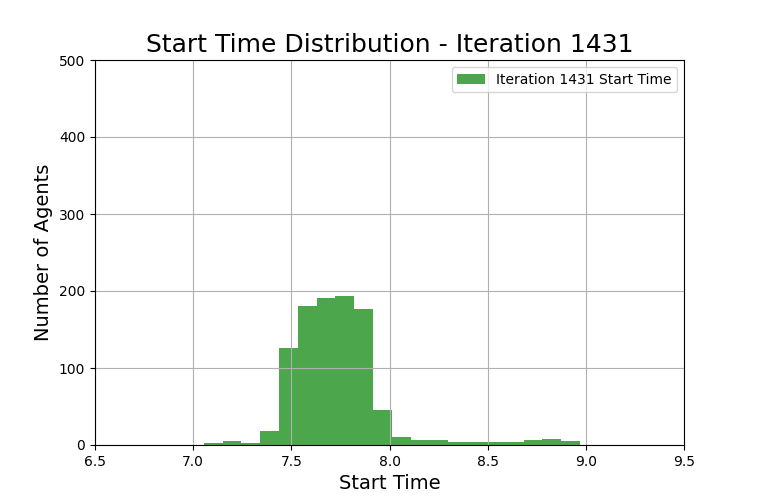 Start Time Distribution - Iteration 1431
Iteration 1431 Start Time
500
400
300
200
100
0
Number of Agents
6.5 7.0 7.5 8.0 8.5 9.0 9.5
Start Time